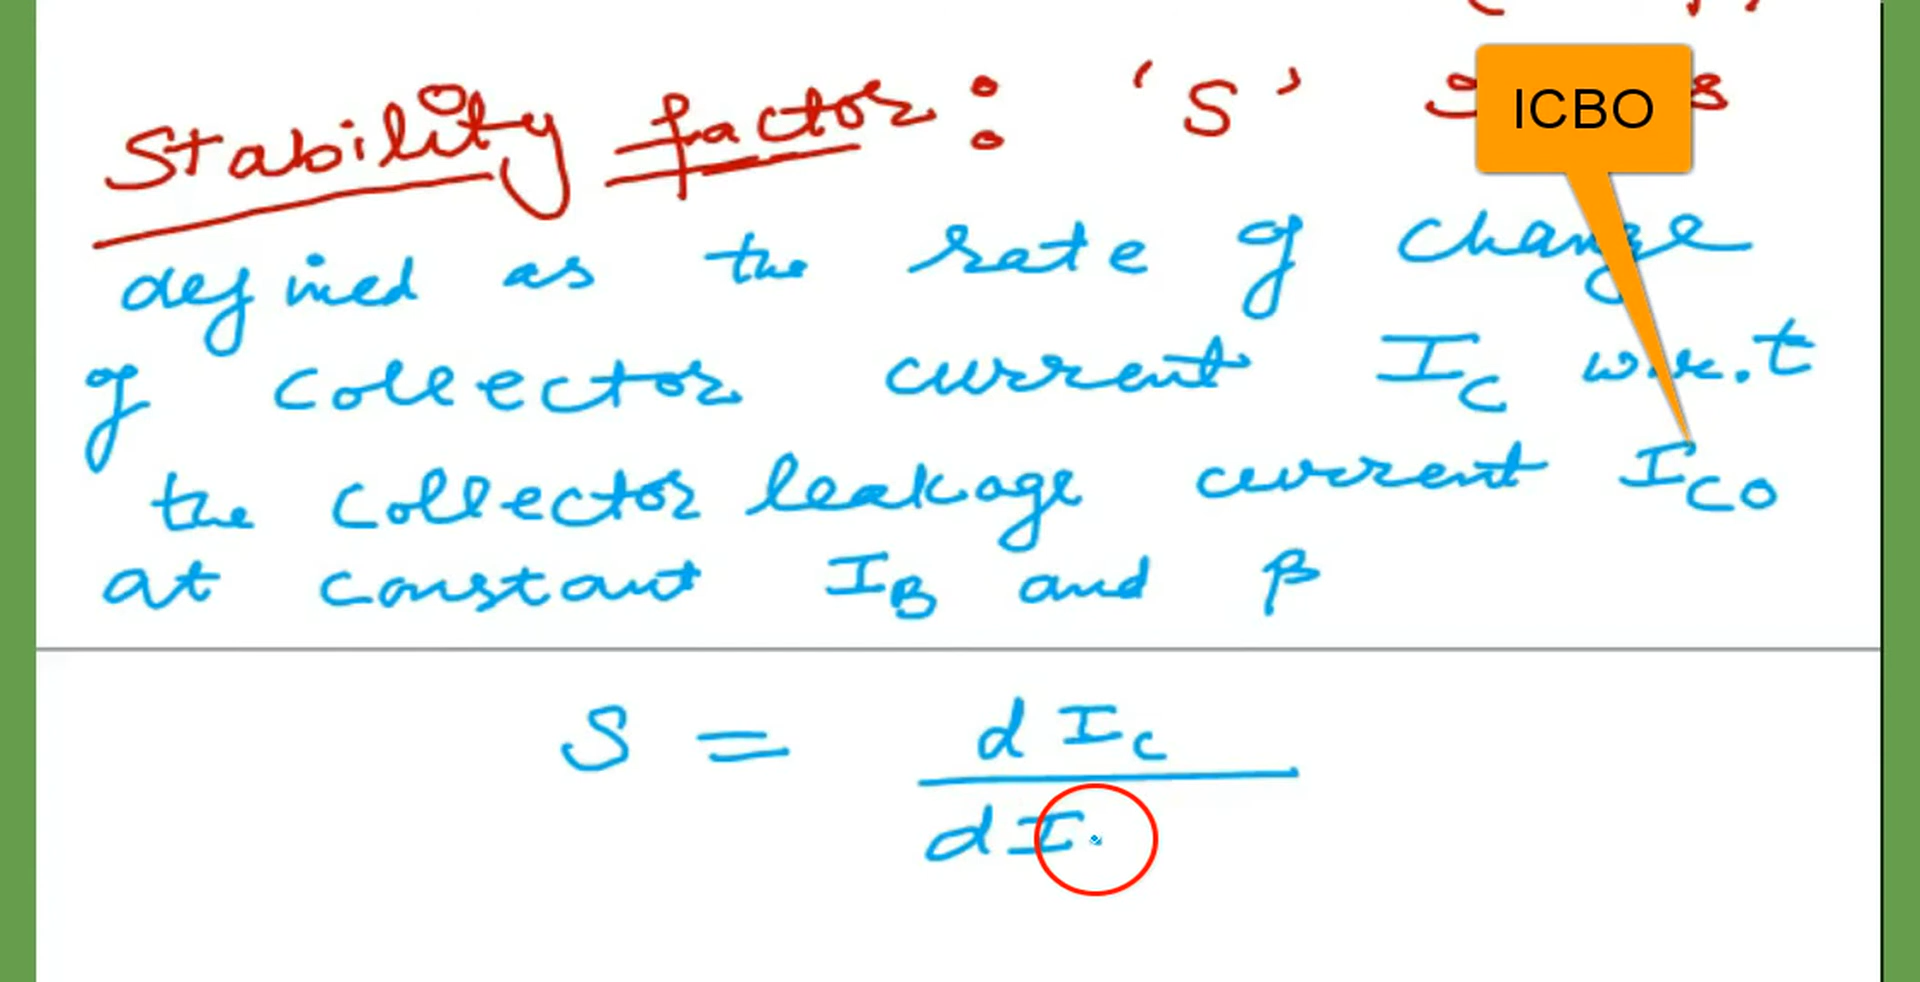 Stability factor : 'S'
ICBO
defined as the rate of change
of collector current IC w.r.t
the collector leakage current ICO
at constant IB and β
S = dIC
dI